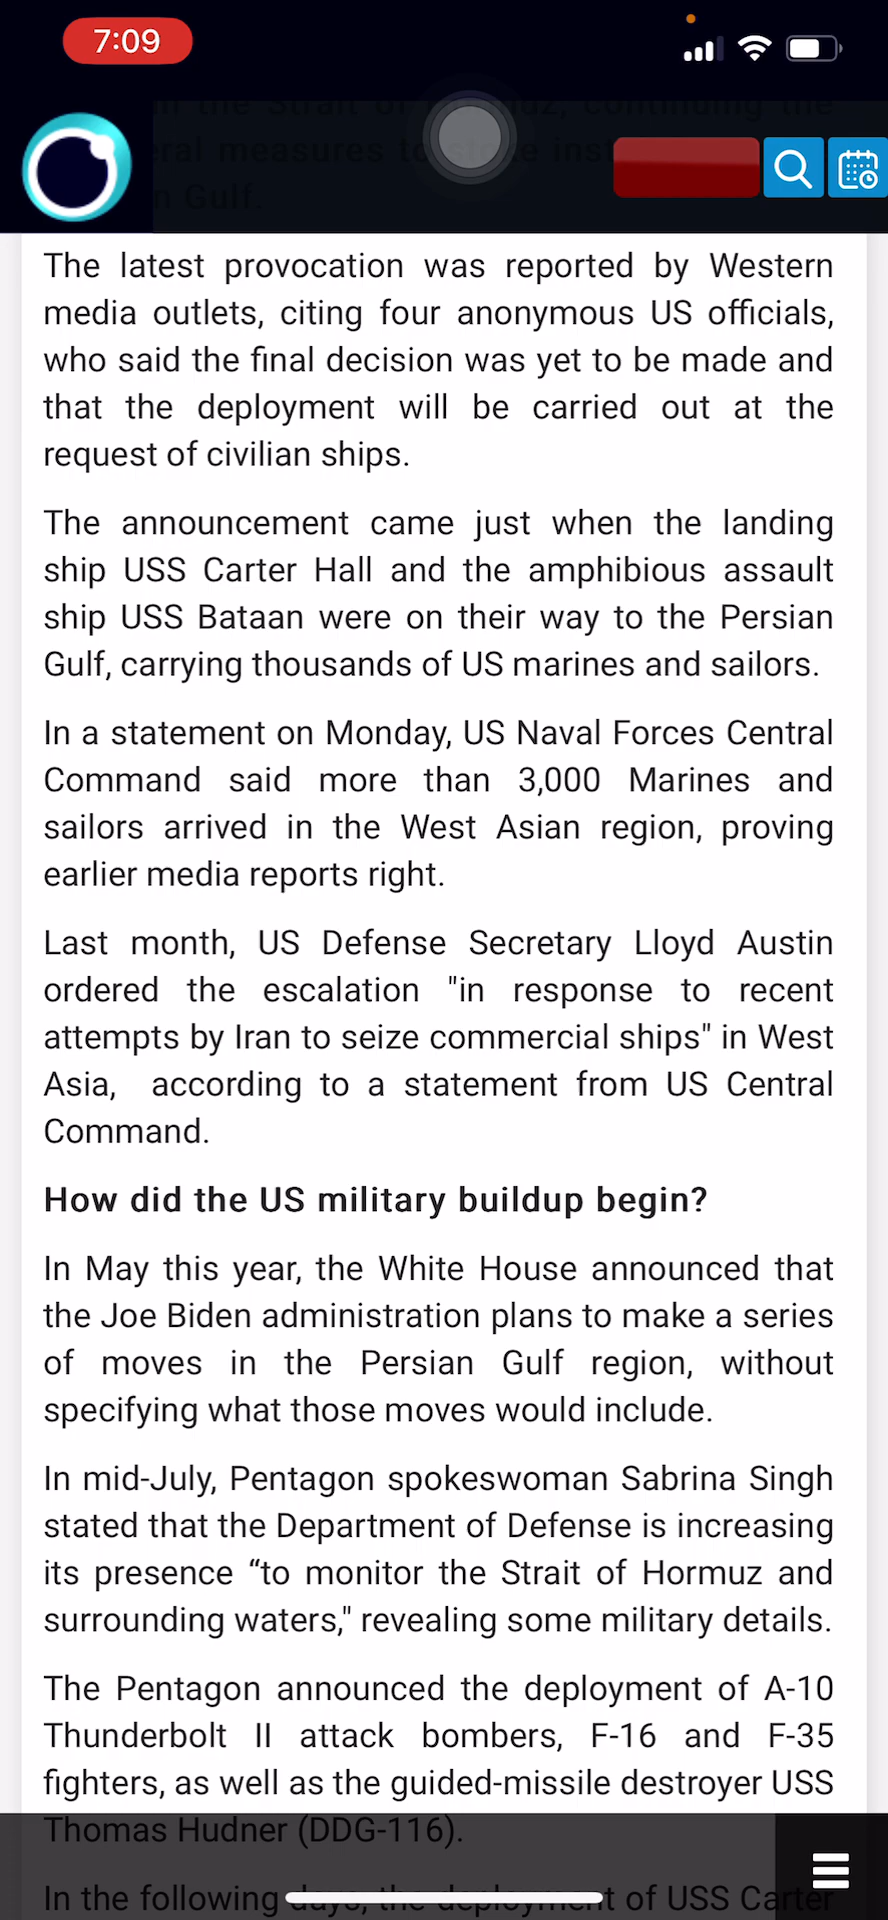 7:09
in the Strait of
measures to
n Gulf.
The latest provocation was reported by Western
media outlets, citing four anonymous US officials,
who said the final decision was yet to be made and
that the deployment will be carried out at the
request of civilian ships.
The announcement came just when the landing
ship USS Carter Hall and the amphibious assault
ship USS Bataan were on their way to the Persian
Gulf, carrying thousands of US marines and sailors.
In a statement on Monday, US Naval Forces Central
Command said more than 3,000 Marines and
sailors arrived in the West Asian region, proving
earlier media reports right.
Last month, US Defense Secretary Lloyd Austin
ordered the escalation "in response to recent
attempts by Iran to seize commercial ships" in West
Asia, according to a statement from US Central
Command.
How did the US military buildup begin?
In May this year, the White House announced that
the Joe Biden administration plans to make a series
of moves in the Persian Gulf region, without
specifying what those moves would include.
In mid-July, Pentagon spokeswoman Sabrina Singh
stated that the Department of Defense is increasing
its presence “to monitor the Strait of Hormuz and
surrounding waters," revealing some military details.
The Pentagon announced the deployment of A-10
Thunderbolt II attack bombers, F-16 and F-35
fighters, as well as the guided-missile destroyer USS
Thomas Hudner (DDG-116).
In the following days, the deployment of USS Carter